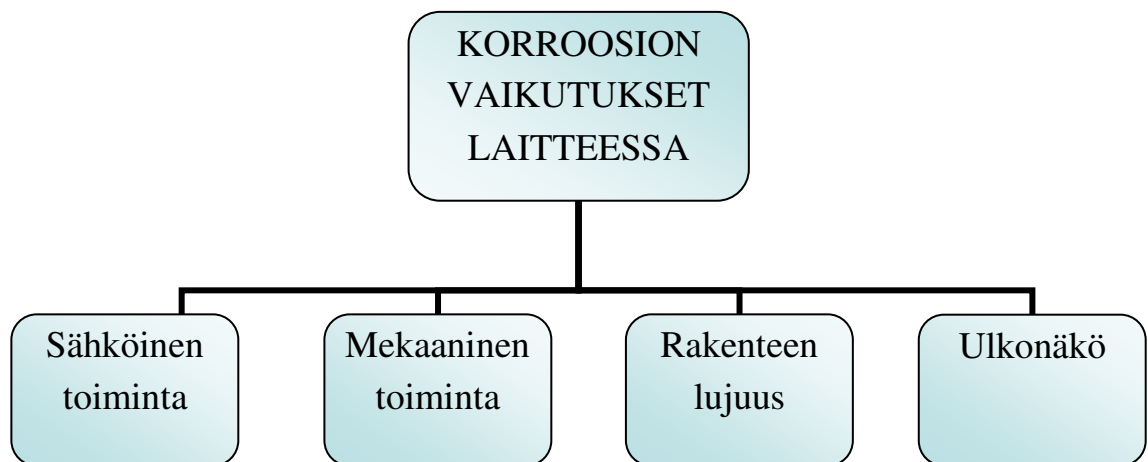 KORROOSION
VAIKUTUKSET
LAITTEESSA
Sähköinen
toiminta
Mekaaninen
toiminta
Rakenteen
lujuus
Ulkonäkö